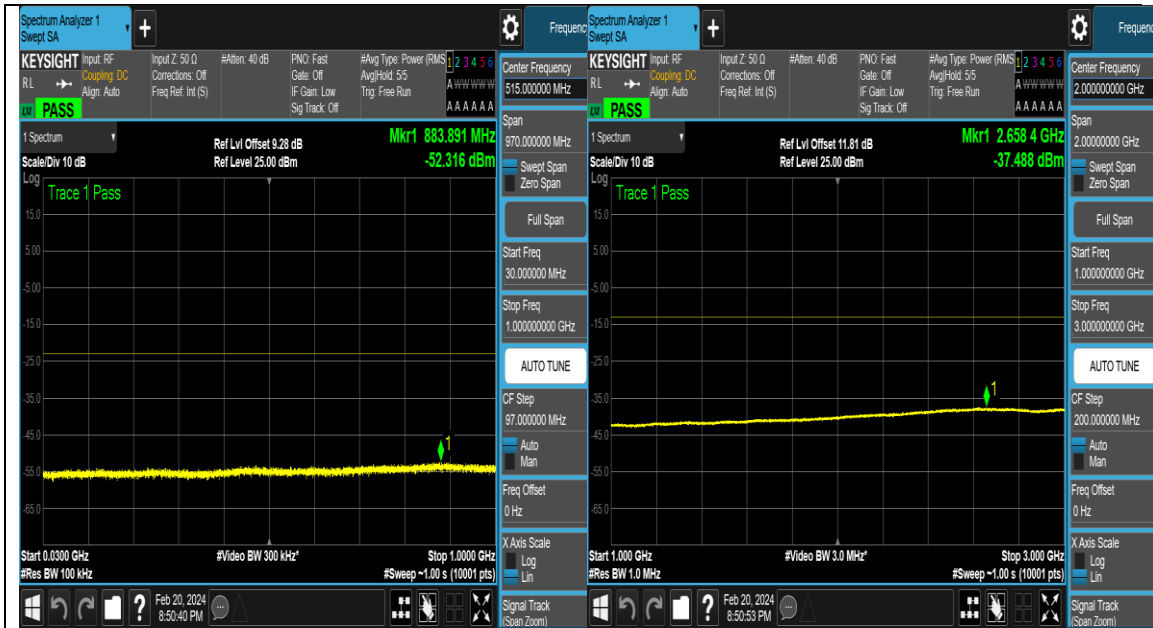 Spectrum Analyzer 1
Swept SA
+
Frequenc
KEYSIGHT
Input: RF
Input Z: 50 Ω
#Atten: 40 dB
PNO: Fast
#Avg Type: Power (RMS
1 2 3 4 5 6
RL
Coupling: DC
Corrections: Off
Gate: Off
Avg|Hold: 5/5
A W W W W W
Align: Auto
Freq Ref: Int (S)
IF Gain: Low
Trig: Free Run
Sig Track: Off
A A A A A A
PASS
1 Spectrum
Ref Lvl Offset 9.28 dB
Mkr1 883.891 MHz
Scale/Div 10 dB
Ref Level 25.00 dBm
-52.316 dBm
Log
Trace 1 Pass
15.0
5.00
-5.00
-15.0
-25.0
-35.0
-45.0
-55.0
-65.0
1
Start 0.0300 GHz
#Video BW 300 kHz*
Stop 1.0000 GHz
#Res BW 100 kHz
#Sweep ~1.00 s (10001 pts)
Feb 20, 2024
8:50:40 PM
Center Frequency
515.000000 MHz
Span
970.000000 MHz
Swept Span
Zero Span
Full Span
Start Freq
30.000000 MHz
Stop Freq
1.000000000 GHz
AUTO TUNE
CF Step
97.000000 MHz
Auto
Man
Freq Offset
0 Hz
X Axis Scale
Log
Lin
Signal Track
(Span Zoom)
Spectrum Analyzer 1
Swept SA
+
Frequenc
KEYSIGHT
Input: RF
Input Z: 50 Ω
#Atten: 40 dB
PNO: Fast
#Avg Type: Power (RMS
1 2 3 4 5 6
RL
Coupling: DC
Corrections: Off
Gate: Off
Avg|Hold: 5/5
A W W W W W
Align: Auto
Freq Ref: Int (S)
IF Gain: Low
Trig: Free Run
Sig Track: Off
A A A A A A
PASS
1 Spectrum
Ref Lvl Offset 11.81 dB
Mkr1 2.658 4 GHz
Scale/Div 10 dB
Ref Level 25.00 dBm
-37.488 dBm
Log
Trace 1 Pass
15.0
5.00
-5.00
-15.0
-25.0
-35.0
-45.0
-55.0
-65.0
1
Start 1.000 GHz
#Video BW 3.0 MHz*
Stop 3.000 GHz
#Res BW 1.0 MHz
#Sweep ~1.00 s (10001 pts)
Feb 20, 2024
8:50:53 PM
Center Frequency
2.000000000 GHz
Span
2.00000000 GHz
Swept Span
Zero Span
Full Span
Start Freq
1.000000000 GHz
Stop Freq
3.000000000 GHz
AUTO TUNE
CF Step
200.000000 MHz
Auto
Man
Freq Offset
0 Hz
X Axis Scale
Log
Lin
Signal Track
(Span Zoom)